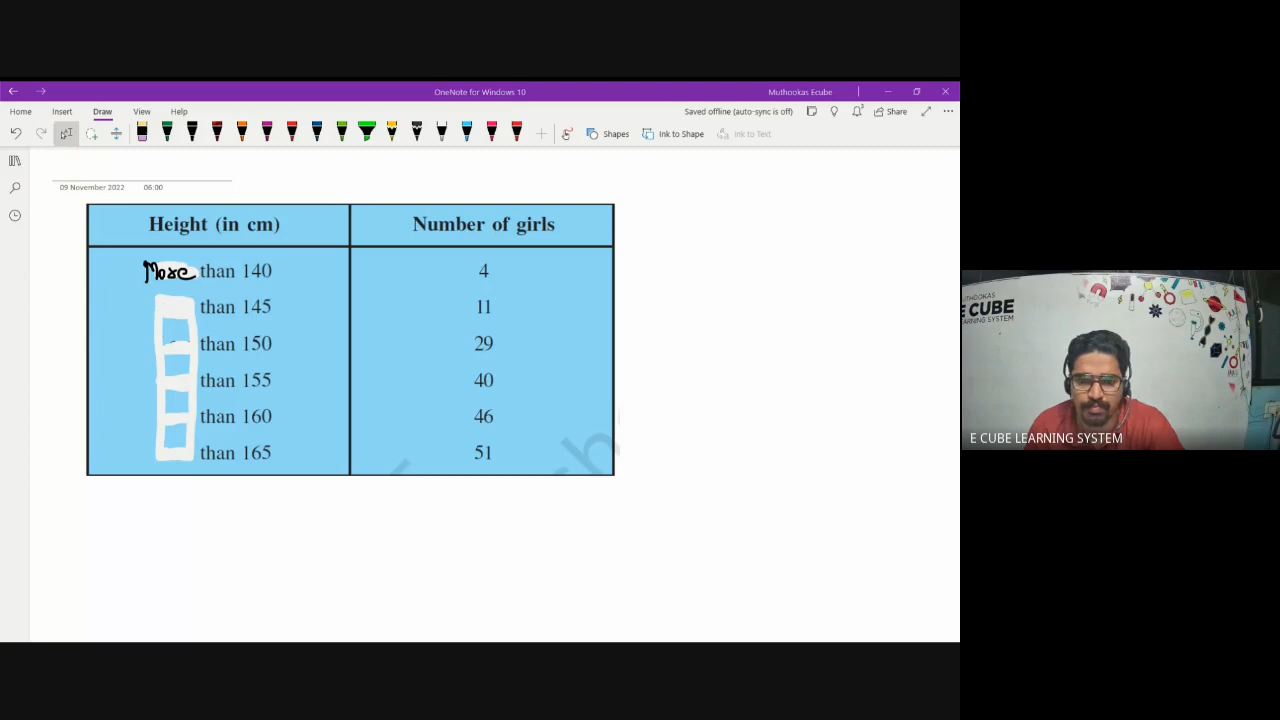 OneNote for Windows 10
Muthookas Ecube
Home Insert Draw View Help
Saved offline (auto-sync is off)
Share
Shapes
Ink to Shape
Ink to Text
09 November 2022 06:00
Height (in cm) Number of girls
More than 140 4
than 145 11
than 150 29
than 155 40
than 160 46
than 165 51
MUTHOOKAS
E CUBE
LEARNING SYSTEM
E CUBE LEARNING SYSTEM